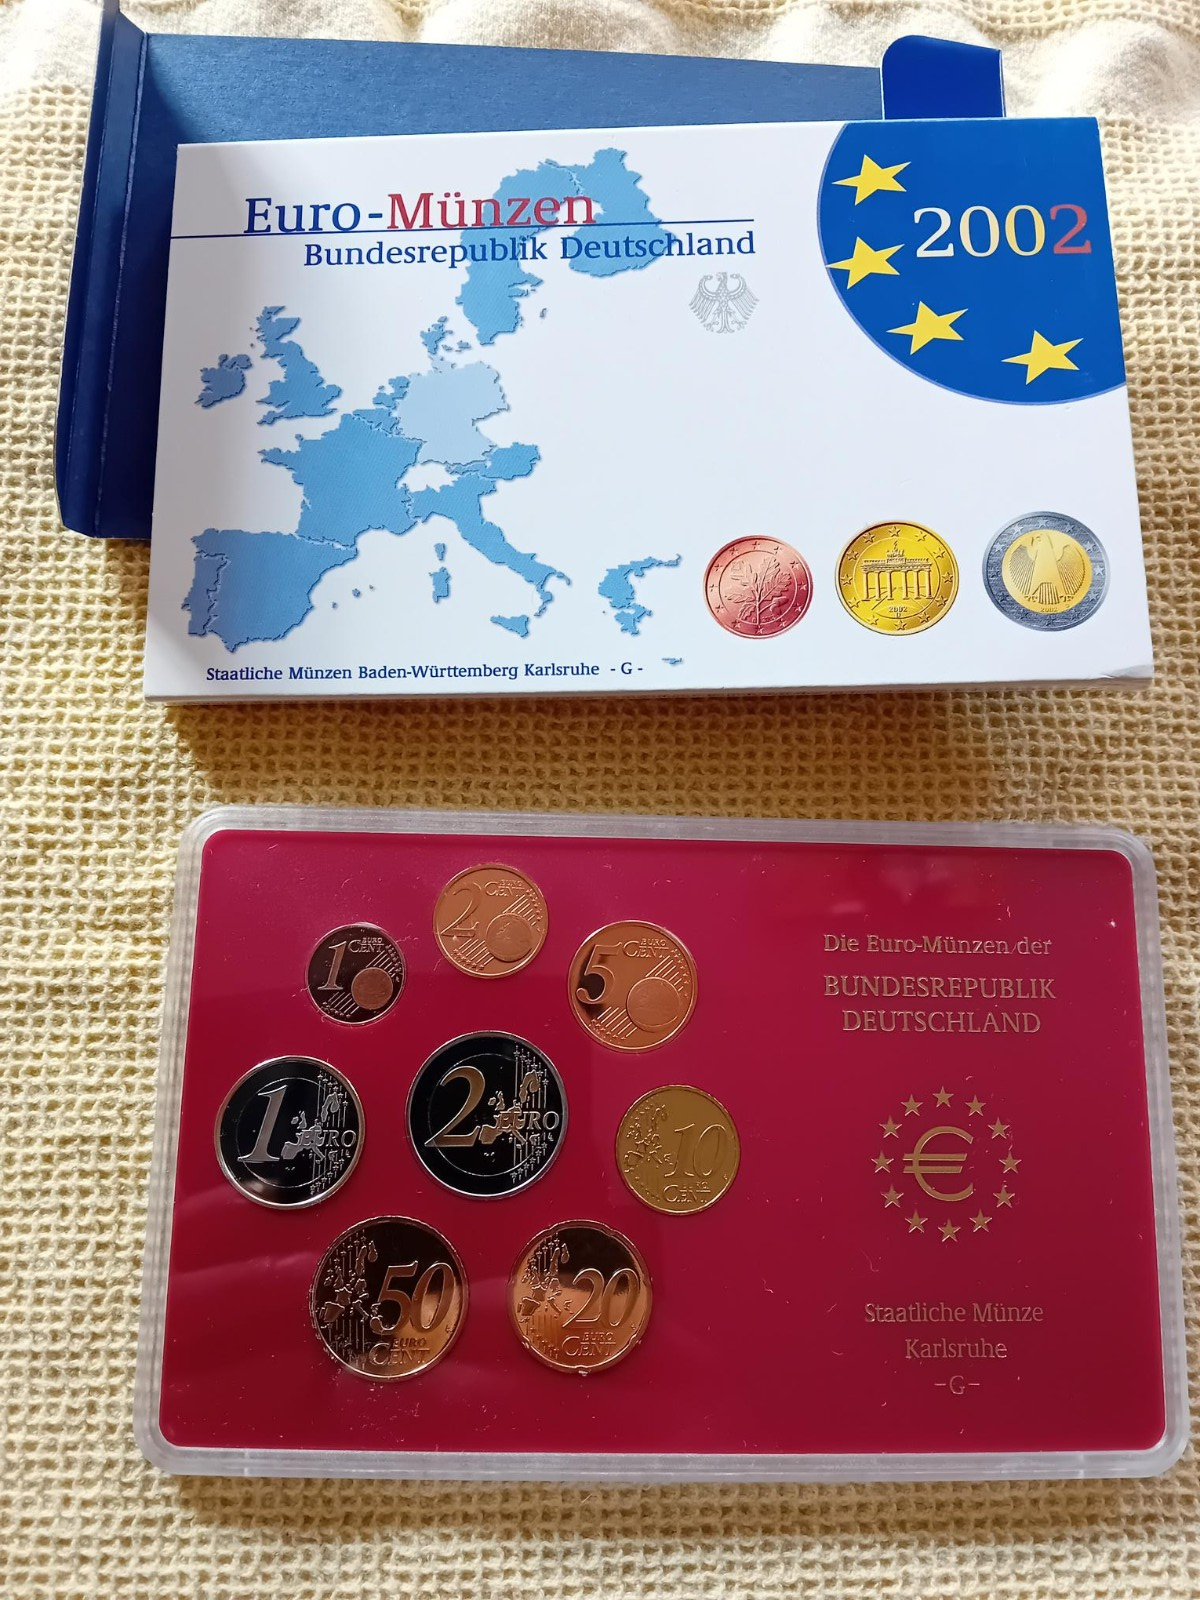 Euro-Münzen
Bundesrepublik Deutschland
2002
2002
2002
Staatliche Münzen Baden-Württemberg Karlsruhe - G -
2 EURO CENT
1 EURO CENT
5 EURO CENT
1 EURO
2 EURO
10 EURO CENT
50 EURO CENT
20 EURO CENT
Die Euro-Münzen der
BUNDESREPUBLIK
DEUTSCHLAND
€
Staatliche Münze
Karlsruhe
-G-